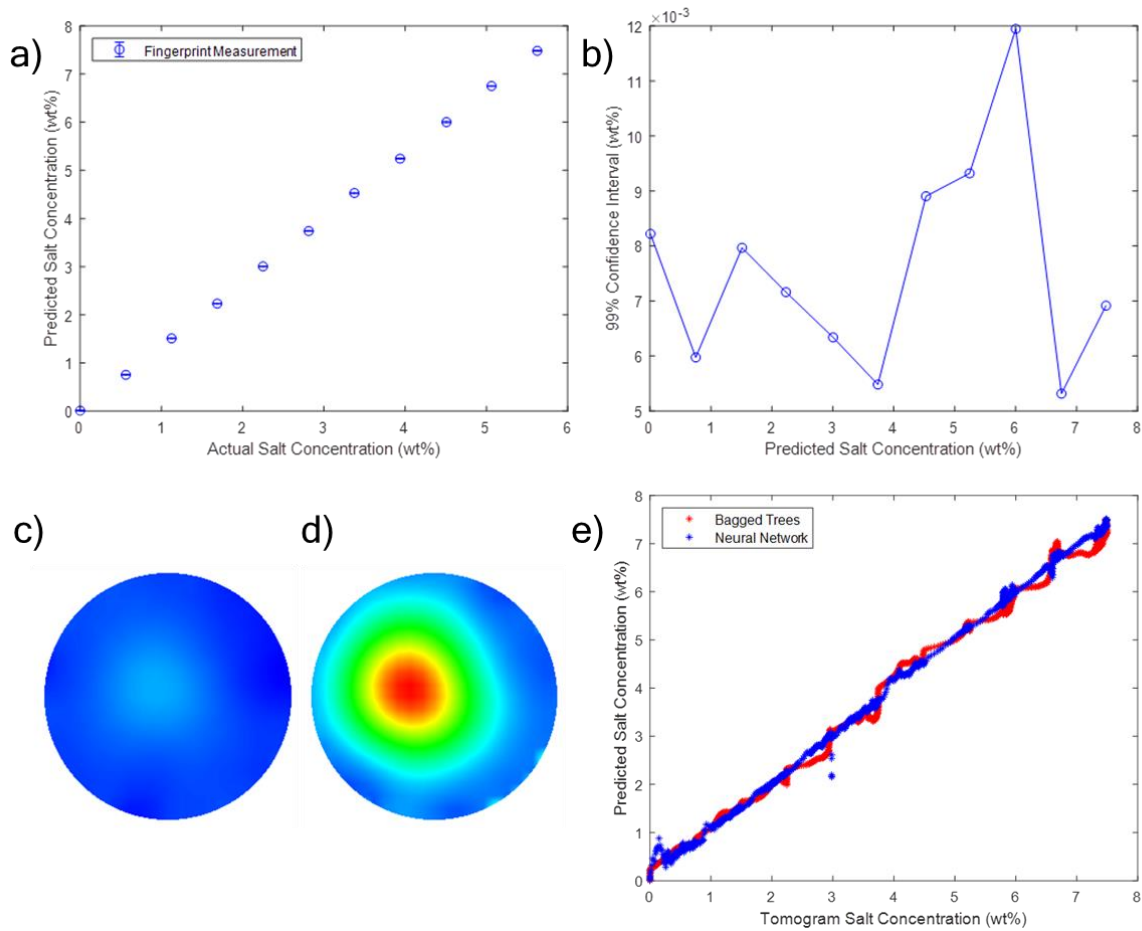 a)
Fingerprint Measurement
Predicted Salt Concentration (wt%)
8
7
6
5
4
3
2
1
0
0 1 2 3 4 5 6
Actual Salt Concentration (wt%)
b)
×10⁻³
99% Confidence Interval (wt%)
12
11
10
9
8
7
6
5
0 1 2 3 4 5 6 7 8
Predicted Salt Concentration (wt%)
c)
d)
e)
Bagged Trees
Neural Network
Predicted Salt Concentration (wt%)
8
7
6
5
4
3
2
1
0
0 1 2 3 4 5 6 7 8
Tomogram Salt Concentration (wt%)